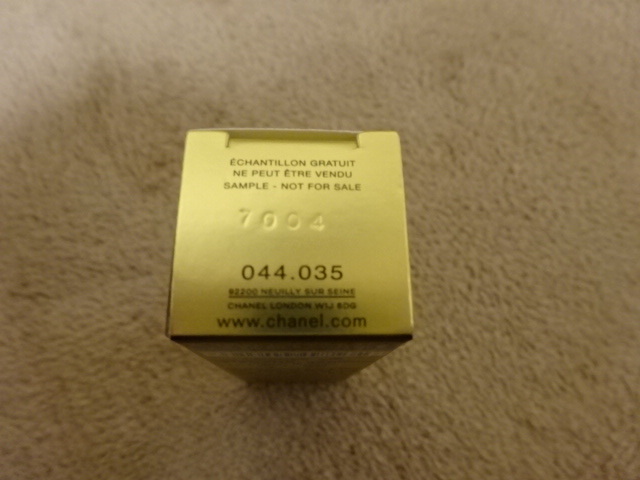 ÉCHANTILLON GRATUIT
NE PEUT ÊTRE VENDU
SAMPLE - NOT FOR SALE
7004
044.035
92200 NEUILLY SUR SEINE
CHANEL LONDON W1J 6DG
www.chanel.com